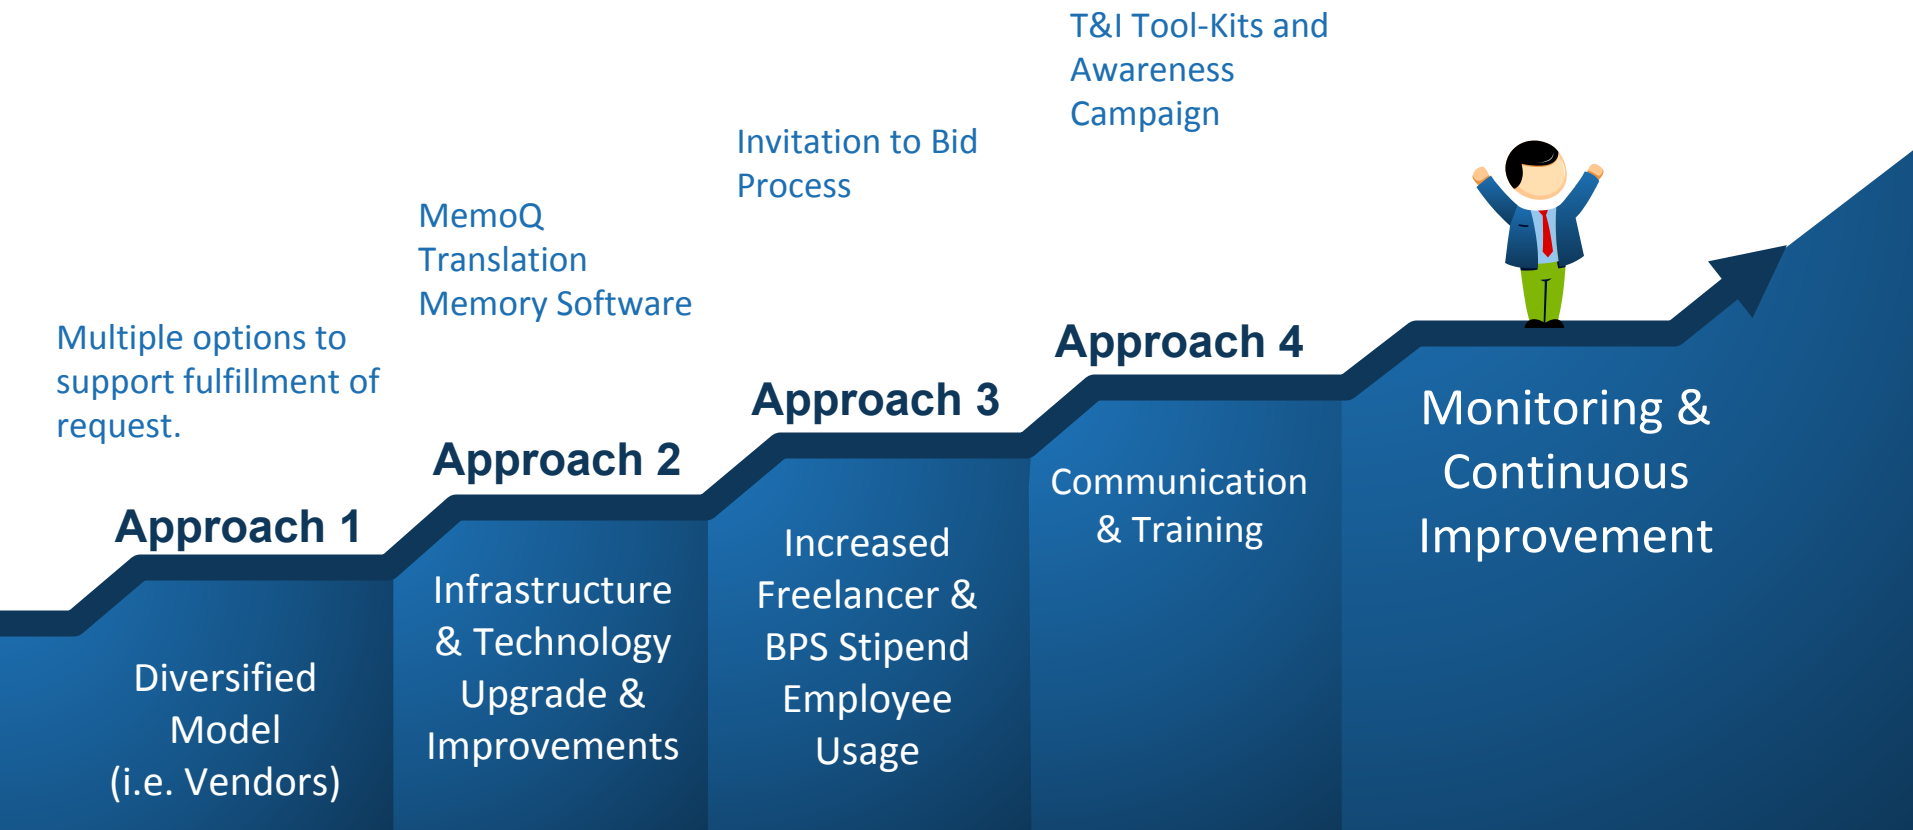 Multiple options to
support fulfillment of
request.
Approach 1
Diversified
Model
(i.e. Vendors)
MemoQ
Translation
Memory Software
Approach 2
Infrastructure
& Technology
Upgrade &
Improvements
Invitation to Bid
Process
Approach 3
Increased
Freelancer &
BPS Stipend
Employee
Usage
T&I Tool-Kits and
Awareness
Campaign
Approach 4
Communication
& Training
Monitoring &
Continuous
Improvement